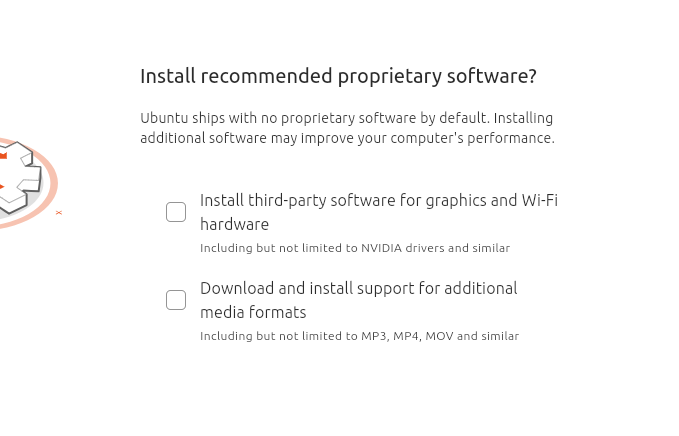 Install recommended proprietary software?
Ubuntu ships with no proprietary software by default. Installing
additional software may improve your computer's performance.
Install third-party software for graphics and Wi-Fi
hardware
Including but not limited to NVIDIA drivers and similar
Download and install support for additional
media formats
Including but not limited to MP3, MP4, MOV and similar